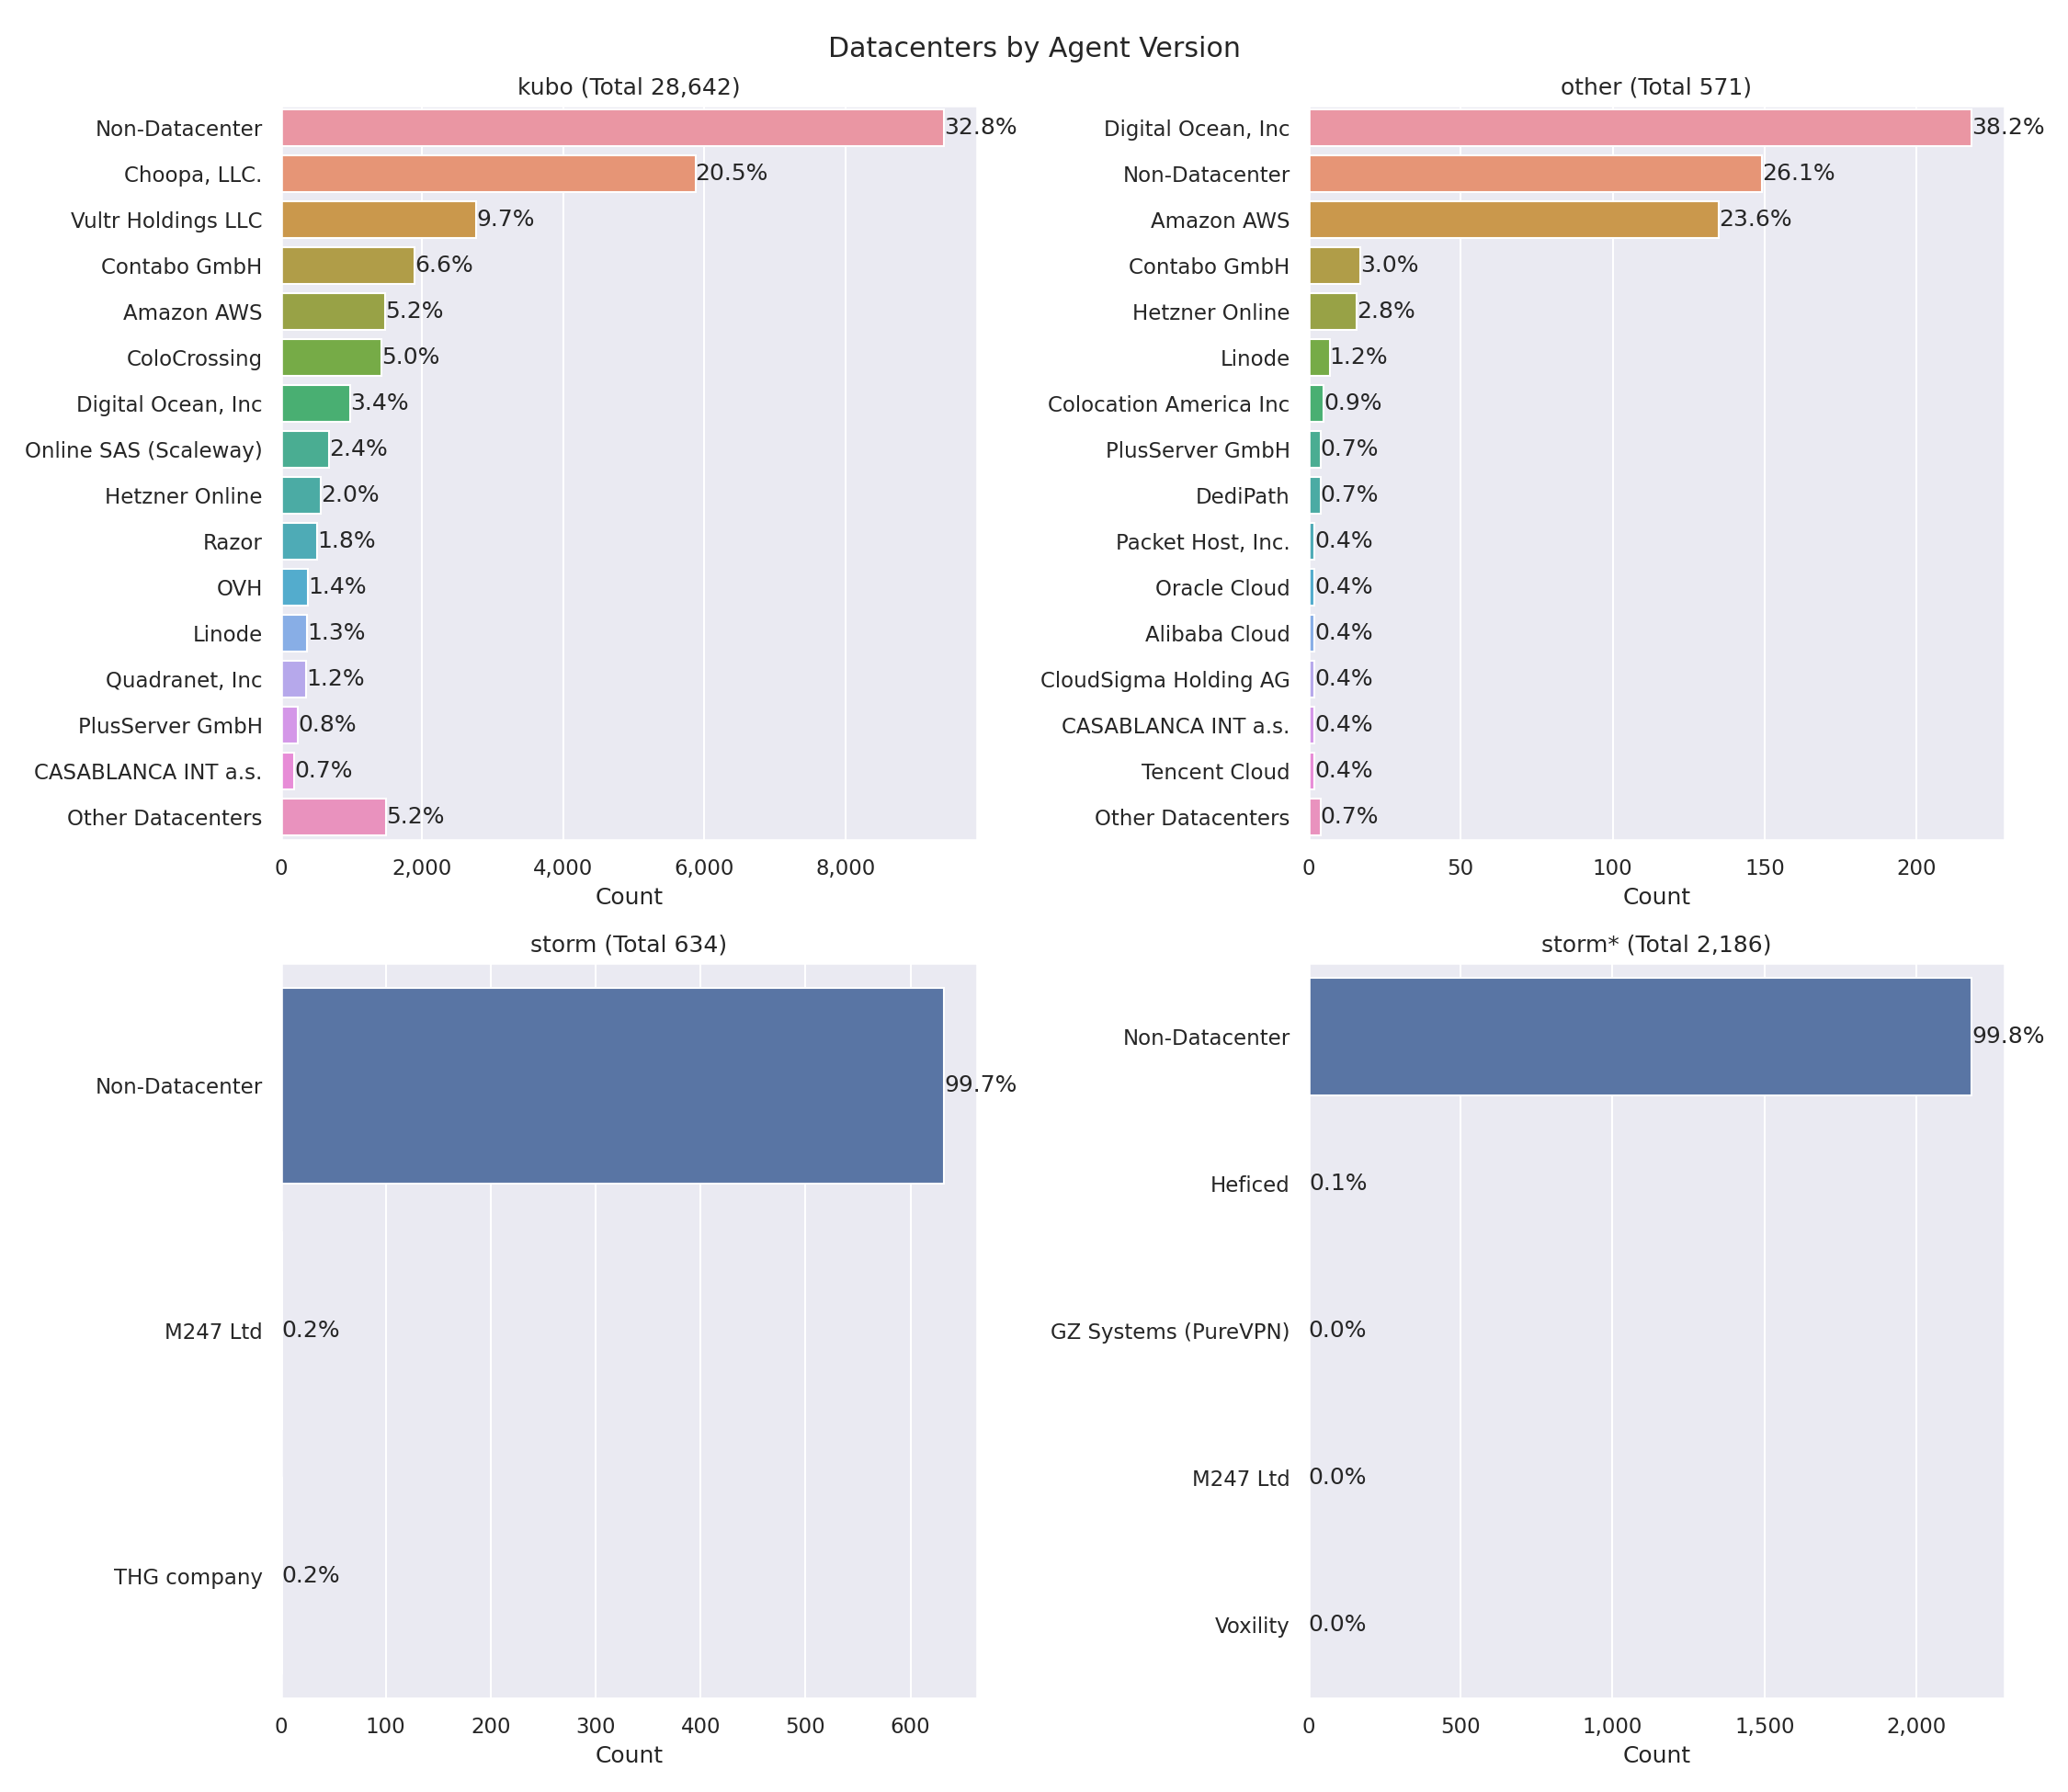 Datacenters by Agent Version
kubo (Total 28,642)
Non-Datacenter 32.8%
Choopa, LLC. 20.5%
Vultr Holdings LLC 9.7%
Contabo GmbH 6.6%
Amazon AWS 5.2%
ColoCrossing 5.0%
Digital Ocean, Inc 3.4%
Online SAS (Scaleway) 2.4%
Hetzner Online 2.0%
Razor 1.8%
OVH 1.4%
Linode 1.3%
Quadranet, Inc 1.2%
PlusServer GmbH 0.8%
CASABLANCA INT a.s. 0.7%
Other Datacenters 5.2%
0 2,000 4,000 6,000 8,000
Count
other (Total 571)
Digital Ocean, Inc 38.2%
Non-Datacenter 26.1%
Amazon AWS 23.6%
Contabo GmbH 3.0%
Hetzner Online 2.8%
Linode 1.2%
Colocation America Inc 0.9%
PlusServer GmbH 0.7%
DediPath 0.7%
Packet Host, Inc. 0.4%
Oracle Cloud 0.4%
Alibaba Cloud 0.4%
CloudSigma Holding AG 0.4%
CASABLANCA INT a.s. 0.4%
Tencent Cloud 0.4%
Other Datacenters 0.7%
0 50 100 150 200
Count
storm (Total 634)
Non-Datacenter 99.7%
M247 Ltd 0.2%
THG company 0.2%
0 100 200 300 400 500 600
Count
storm* (Total 2,186)
Non-Datacenter 99.8%
Heficed 0.1%
GZ Systems (PureVPN) 0.0%
M247 Ltd 0.0%
Voxility 0.0%
0 500 1,000 1,500 2,000
Count